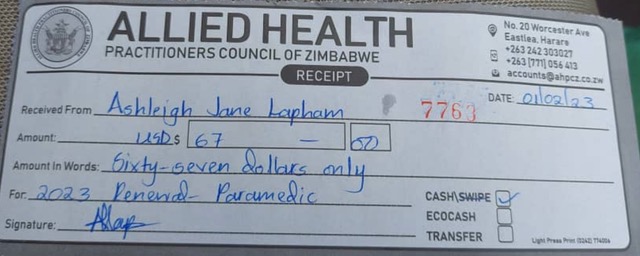 ALLIED HEALTH
PRACTITIONERS COUNCIL OF ZIMBABWE
No. 20 Worcester Ave
Eastlea, Harare
+263 242 303027
+263 (771) 056 413
accounts@ahpcz.co.zw
RECEIPT
Received From Ashleigh Jane Lapham 7763 DATE: 01/02/23
Amount: USD $ 67 — 00
Amount In Words: Sixty-seven dollars only
For: 2023 Renewal - Paramedic
CASH\SWIPE ✓
ECOCASH
Signature:
TRANSFER
Light Press Print (0242) 774004